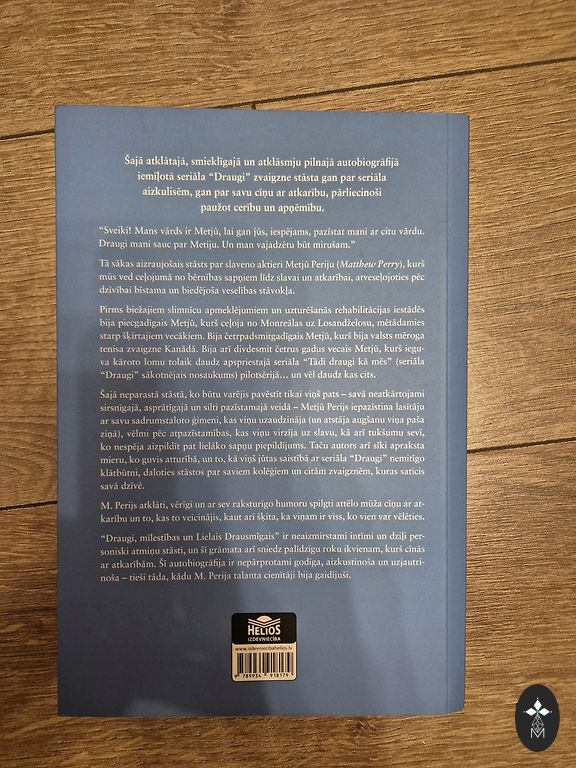 Šajā atklātajā, smieklīgajā un atklāsmju pilnajā autobiogrāfijā
iemīļotā seriāla “Draugi” zvaigzne stāsta gan par seriāla
aizkulisēm, gan par savu cīņu ar atkarību, pārliecinoši
paužot cerību un apņēmību.
“Sveiki! Mans vārds ir Metjū, lai gan jūs, iespējams, pazīstat mani ar citu vārdu.
Draugi mani sauc par Metiju. Un man vajadzētu būt mirušam.”
Tā sākas aizraujošais stāsts par slaveno aktieri Metjū Periju (Matthew Perry), kurš
mūs ved ceļojumā no bērnības sapņiem līdz slavai un atkarībai, atveseļojoties pēc
dzīvībai bīstama un biedējoša veselības stāvokļa.
Pirms biežajiem slimnīcu apmeklējumiem un uzturēšanās rehabilitācijas iestādēs
bija piecgadīgais Metjū, kurš ceļoja no Monreālas uz Losandželosu, mētādamies
starp šķirtajiem vecākiem. Bija četrpadsmitgadīgais Metjū, kurš bija valsts mēroga
tenisa zvaigzne Kanādā. Bija arī divdesmit četrus gadus vecais Metjū, kurš iegu-
va kāroto lomu tolaik daudz apspriestajā seriāla “Tādi draugi kā mēs” (seriāla
“Draugi” sākotnējais nosaukums) pilotsērijā... un vēl daudz kas cits.
Šajā neparastā stāstā, ko būtu varējis pavēstīt tikai viņš pats – savā neatkārtojami
sirsnīgajā, asprātīgajā un silti pazīstamajā veidā – Metjū Perijs iepazīstina lasītāju
ar savu sadrumstaloto ģimeni, kas viņu uzaudzināja (un atstāja augšanu viņa paša
ziņā), vēlmi pēc atpazīstamības, kas viņu virzīja uz slavu, kā arī tukšumu sevī,
ko nespēja aizpildīt pat lielāko sapņu piepildījums. Taču autors arī sīki apraksta
mieru, ko guvis atturībā, un to, kā viņš jūtas saistībā ar seriāla “Draugi” nemitīgo
klātbūtni, daloties stāstos par saviem kolēģiem un citām zvaigznēm, kuras saticis
savā dzīvē.
M. Perijs atklāti, vērīgi un ar sev raksturīgo humoru spilgti attēlo mūža cīņu ar at-
karību un to, kas to veicinājis, kaut arī šķita, ka viņam ir viss, ko vien var vēlēties.
“Draugi, mīlestības un Lielais Drausmīgais” ir neaizmirstami intīmi un dziļi per-
soniski atmiņu stāsti, un šī grāmata arī sniedz palīdzīgu roku ikvienam, kurš cīnās
ar atkarībām. Šī autobiogrāfija ir nepārprotami godīga, aizkustinoša un uzjautri-
noša – tieši tāda, kādu M. Perija talanta cienītāji bija gaidījuši.
HELIOS
IZDEVNIECĪBA
www.izdevniecibahelios.lv
9 789934 918179
M